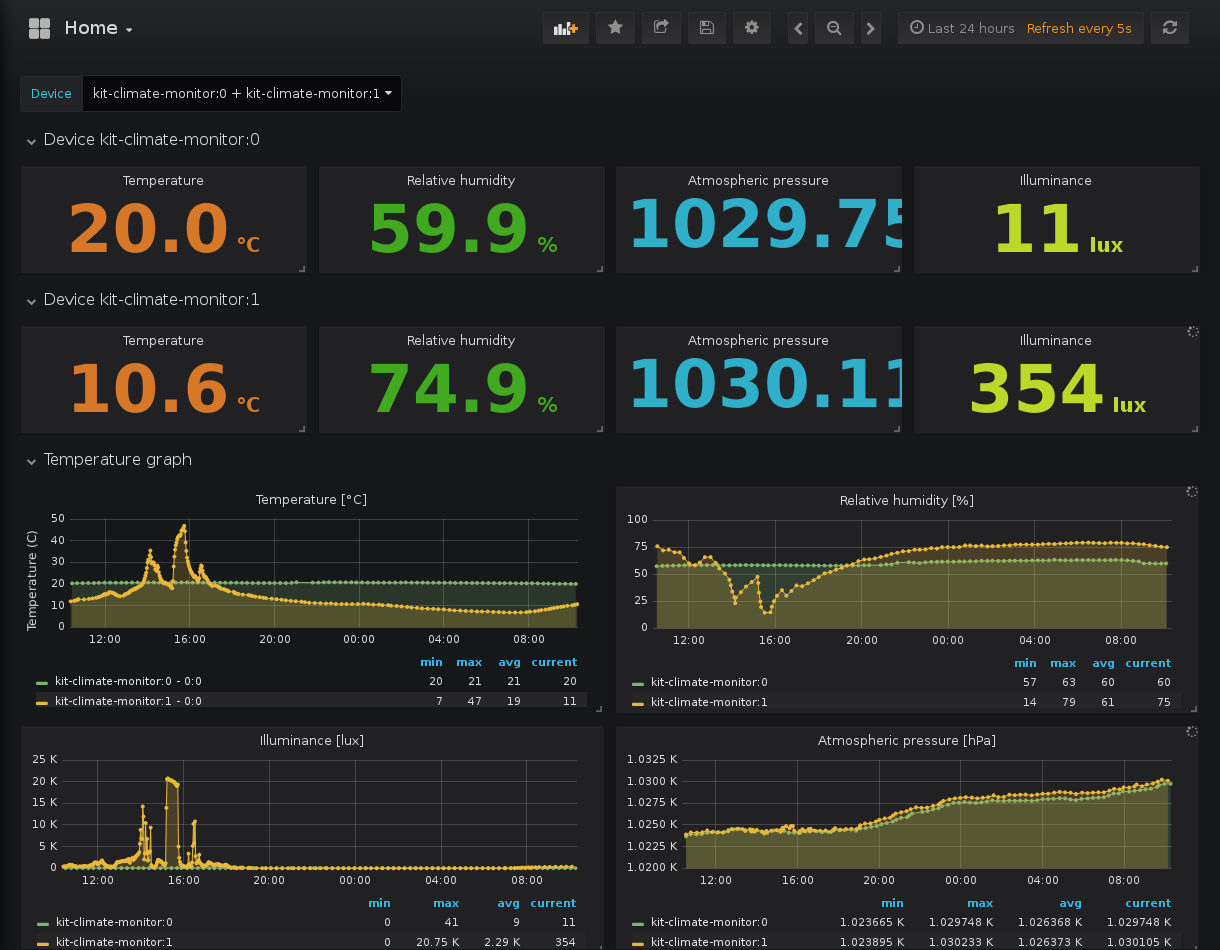 Home
Last 24 hours Refresh every 5s
Device kit-climate-monitor:0 + kit-climate-monitor:1
Device kit-climate-monitor:0
Temperature Relative humidity Atmospheric pressure Illuminance
20.0 °C 59.9 % 1029.75 11 lux
Device kit-climate-monitor:1
Temperature Relative humidity Atmospheric pressure Illuminance
10.6 °C 74.9 % 1030.11 354 lux
Temperature graph
Temperature [°C]
Temperature (C)
50
40
30
20
10
0
12:00 16:00 20:00 00:00 04:00 08:00
min max avg current
kit-climate-monitor:0 - 0:0 20 21 21 20
kit-climate-monitor:1 - 0:0 7 47 19 11
Relative humidity [%]
100
75
50
25
0
12:00 16:00 20:00 00:00 04:00 08:00
min max avg current
kit-climate-monitor:0 57 63 60 60
kit-climate-monitor:1 14 79 61 75
Illuminance [lux]
25 K
20 K
15 K
10 K
5 K
0
12:00 16:00 20:00 00:00 04:00 08:00
min max avg current
kit-climate-monitor:0 0 41 9 11
kit-climate-monitor:1 0 20.75 K 2.29 K 354
Atmospheric pressure [hPa]
1.0325 K
1.0300 K
1.0275 K
1.0250 K
1.0225 K
1.0200 K
12:00 16:00 20:00 00:00 04:00 08:00
min max avg current
kit-climate-monitor:0 1.023665 K 1.029748 K 1.026368 K 1.029748 K
kit-climate-monitor:1 1.023895 K 1.030233 K 1.026373 K 1.030105 K